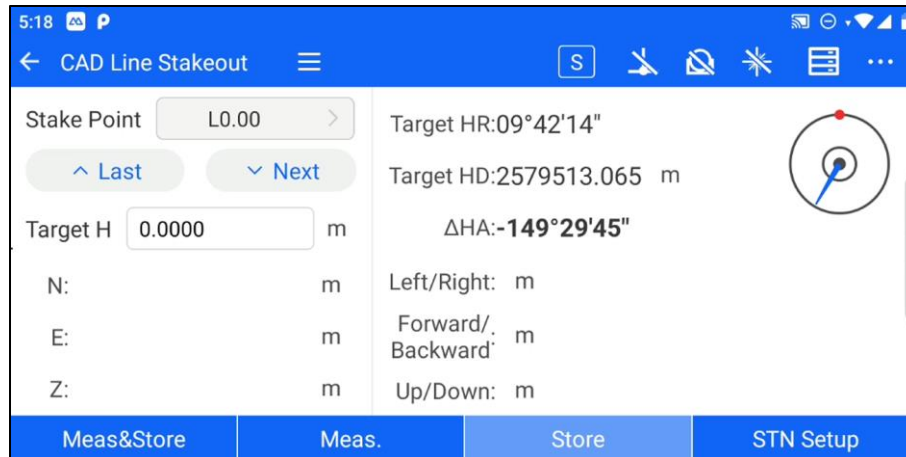 5:18
CAD Line Stakeout
S
Stake Point L0.00
Last Next
Target H 0.0000 m
N: m
E: m
Z: m
Target HR:09°42'14"
Target HD:2579513.065 m
ΔHA:-149°29'45"
Left/Right: m
Forward/
Backward: m
Up/Down: m
Meas&Store Meas. Store STN Setup